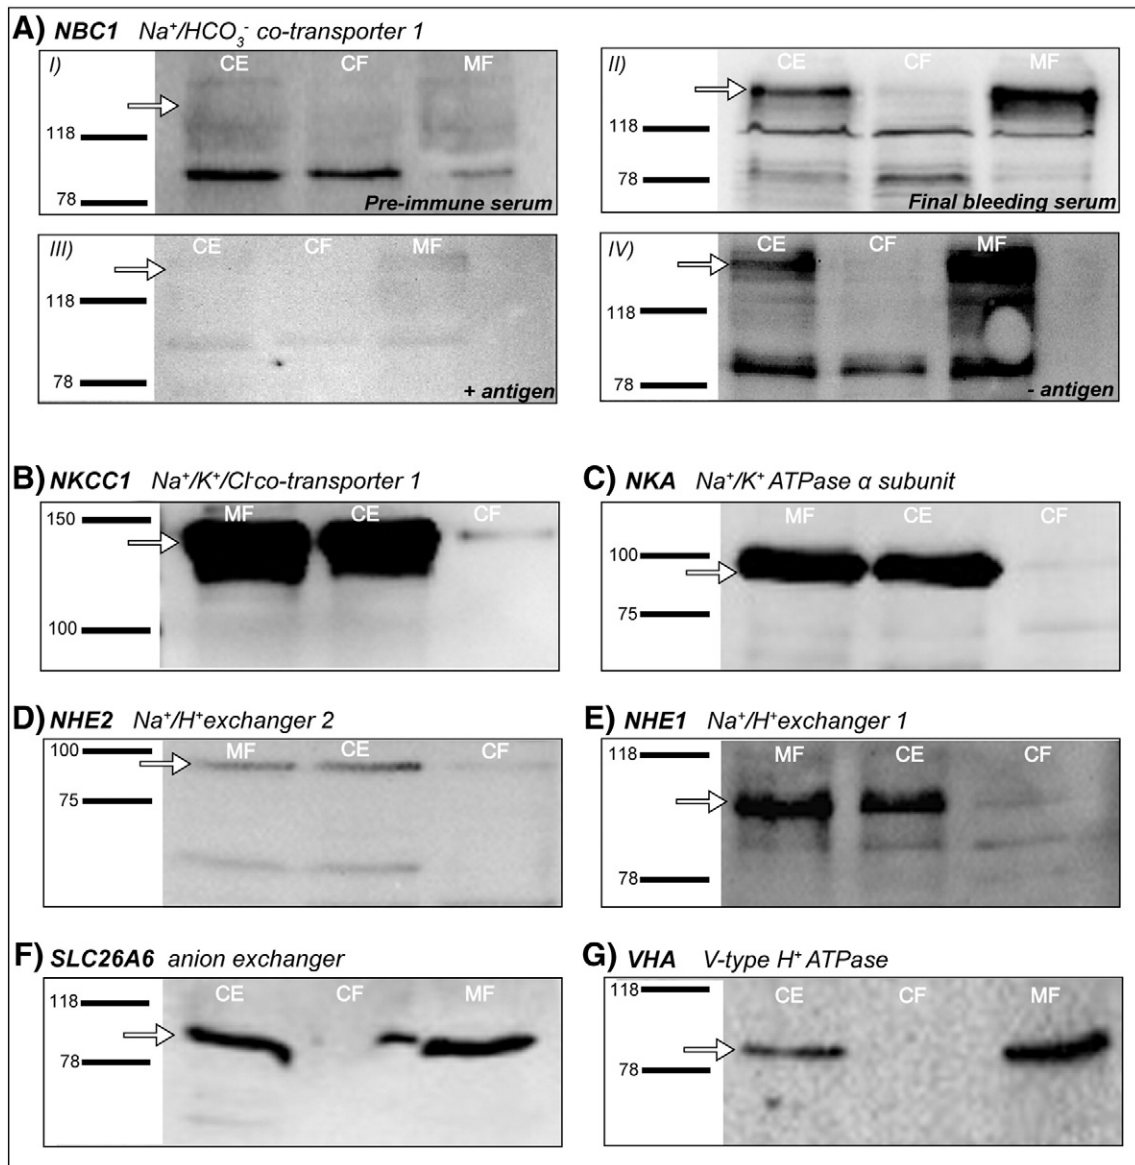 A) NBC1 Na⁺/HCO₃⁻ co-transporter 1
I) CE CF MF
118
78
Pre-immune serum
II) CE CF MF
118
78
Final bleeding serum
III) CE CF MF
118
78
+ antigen
IV) CE CF MF
118
78
- antigen
B) NKCC1 Na⁺/K⁺/Cl⁻co-transporter 1
150
MF CE CF
100
C) NKA Na⁺/K⁺ ATPase α subunit
MF CE CF
100
75
D) NHE2 Na⁺/H⁺exchanger 2
100
MF CE CF
75
E) NHE1 Na⁺/H⁺exchanger 1
118
MF CE CF
78
F) SLC26A6 anion exchanger
CE CF MF
118
78
G) VHA V-type H⁺ ATPase
118
CE CF MF
78